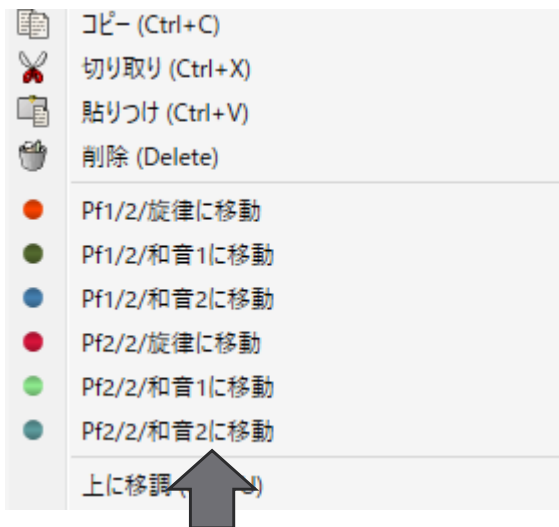 コピー (Ctrl+C)
切り取り (Ctrl+X)
貼りつけ (Ctrl+V)
削除 (Delete)
Pf1/2/旋律に移動
Pf1/2/和音1に移動
Pf1/2/和音2に移動
Pf2/2/旋律に移動
Pf2/2/和音1に移動
Pf2/2/和音2に移動
上に移調